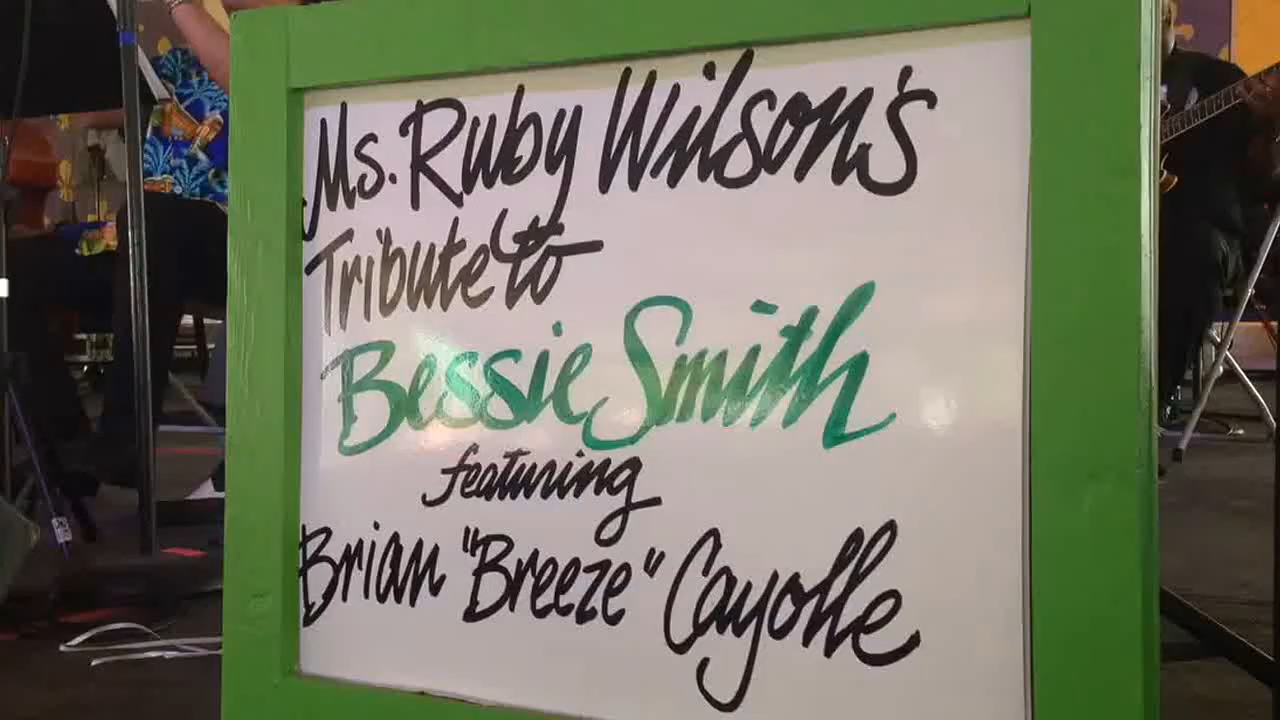 Ms. Ruby Wilson's
Tribute to
Bessie Smith
featuring
Brian "Breeze" Cayolle